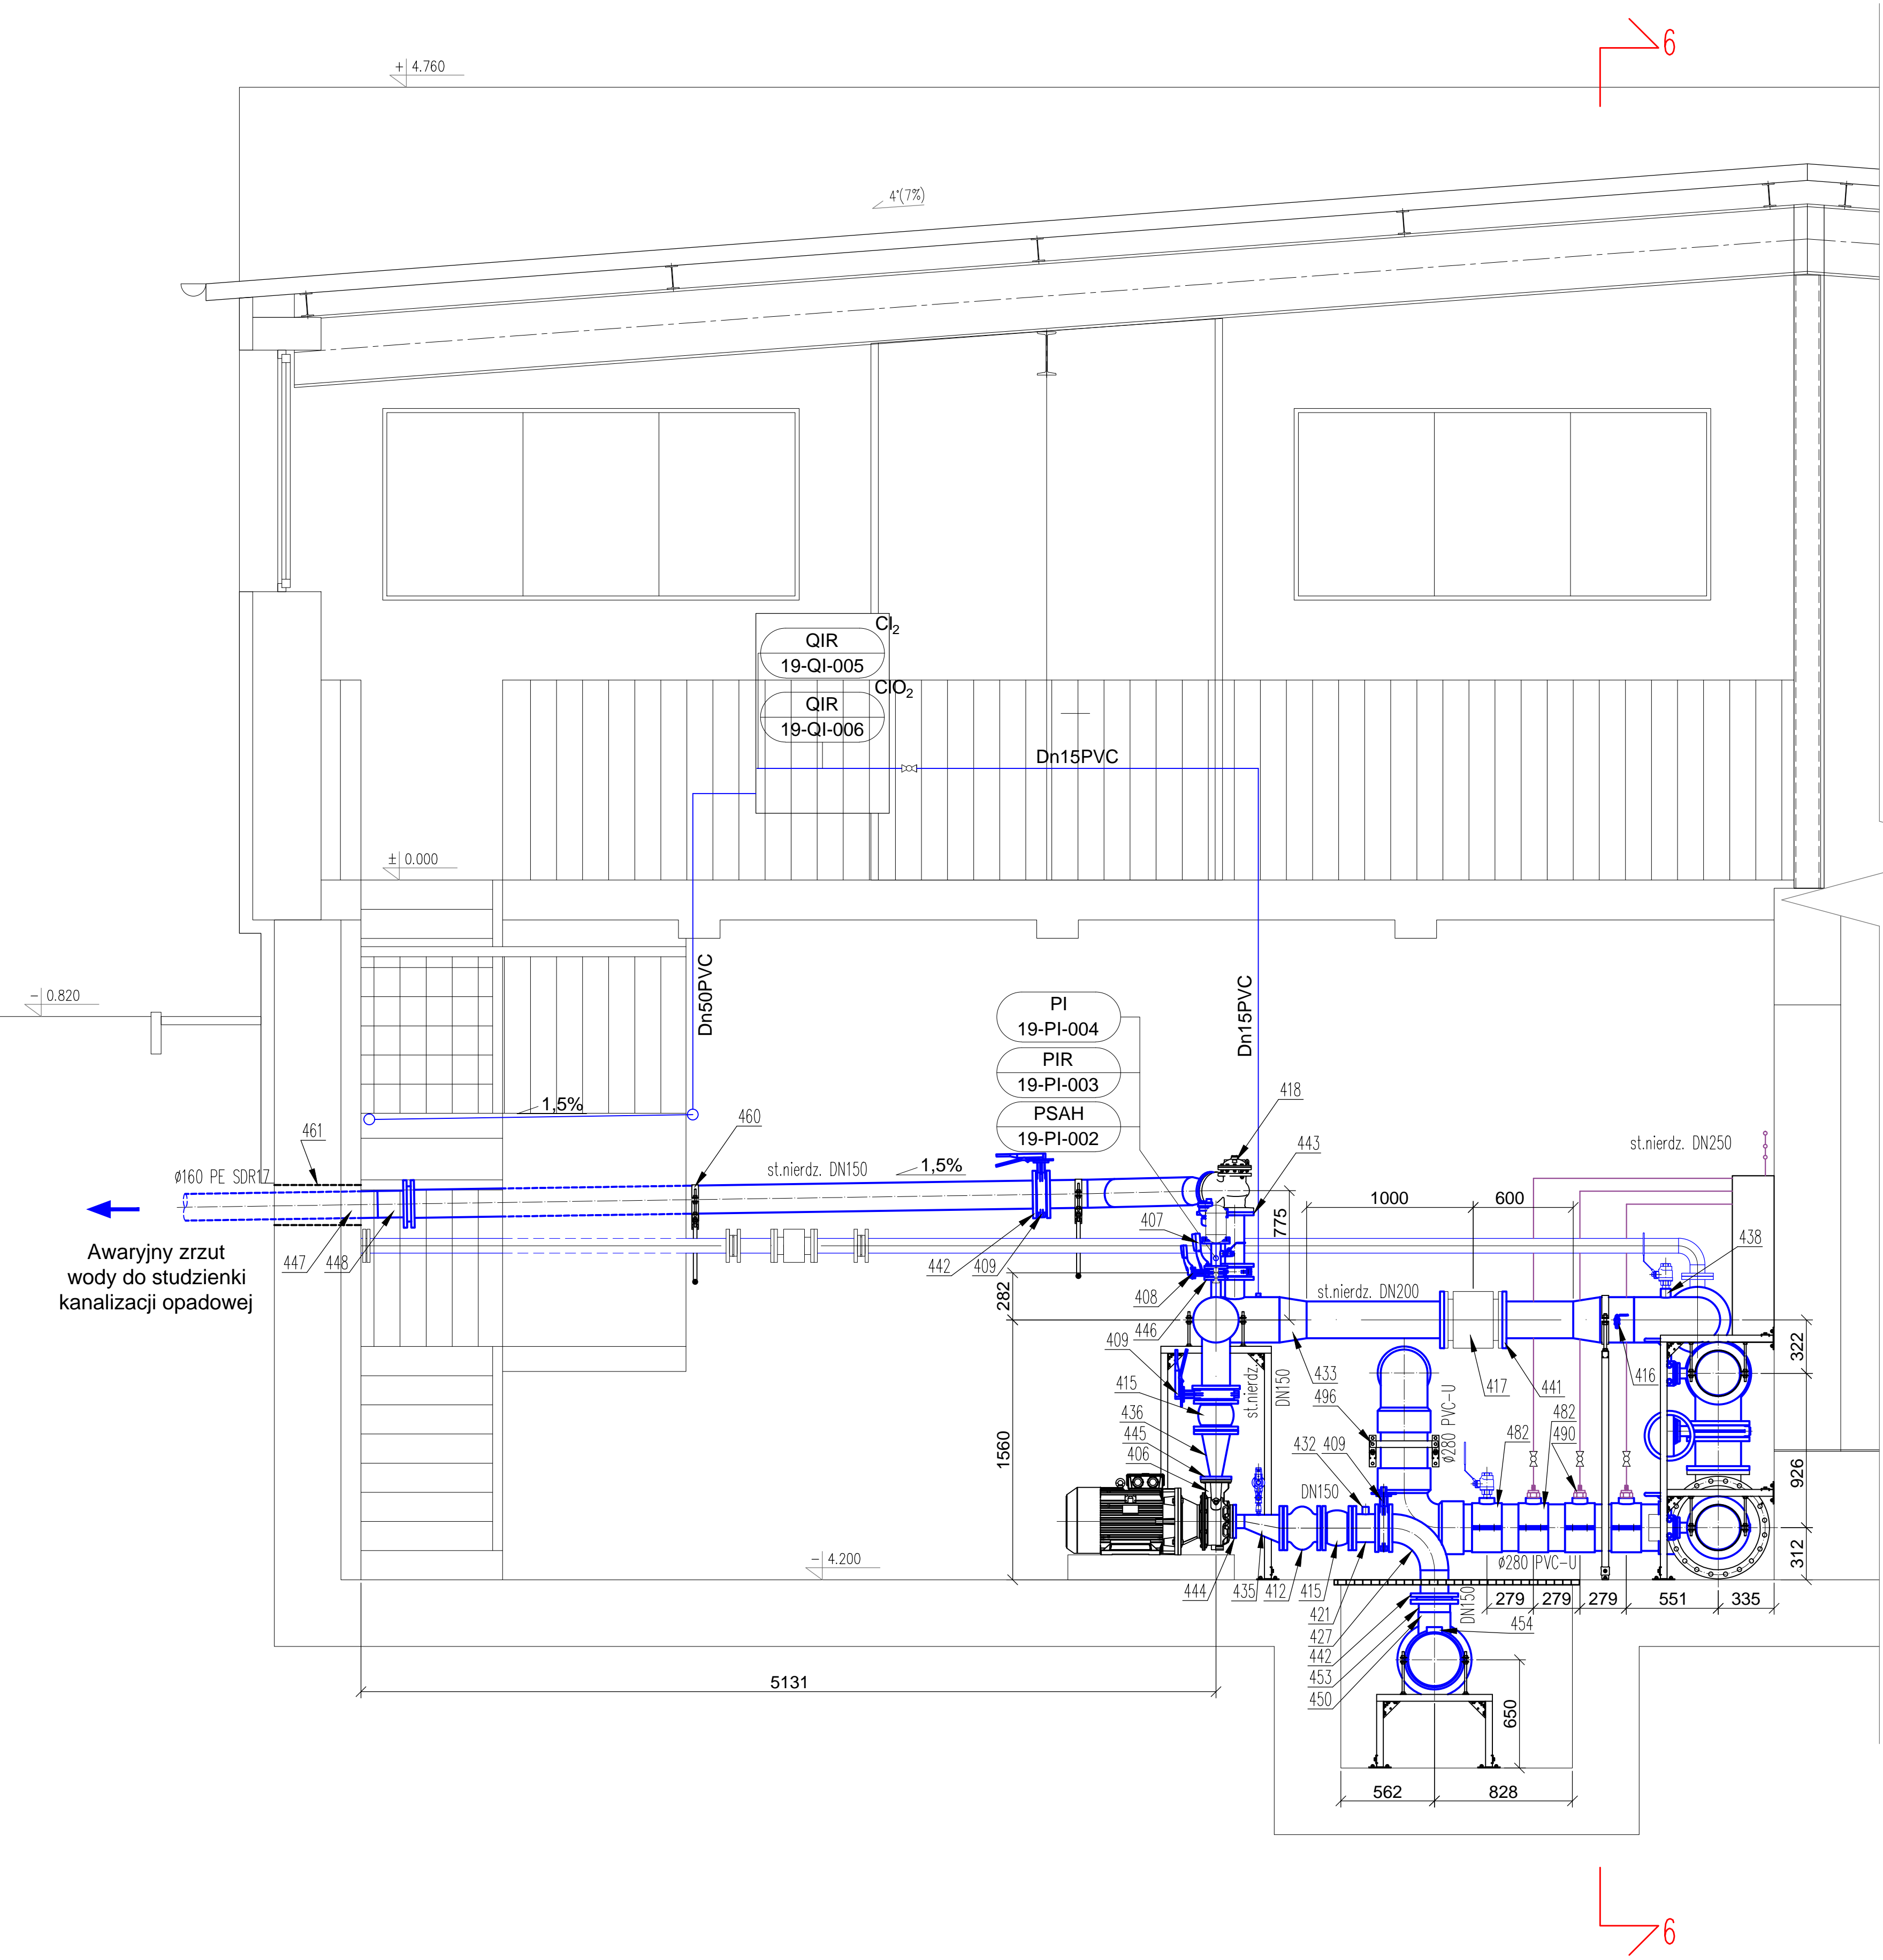 6
+ 4.760
4°(7%)
Cl2
QIR
19-QI-005
ClO2
QIR
19-QI-006
Dn15PVC
± 0.000
Dn50PVC
Dn15PVC
- 0.820
PI
19-PI-004
PIR
19-PI-003
PSAH
19-PI-002
1,5%
460
461
418
443
st.nierdz. DN250
ø160 PE SDR17
st.nierdz. DN150
1,5%
1000
600
775
407
438
Awaryjny zrzut
wody do studzienki
kanalizacji opadowej
447
448
442
409
408
282
st.nierdz. DN200
446
409
433
417
441
416
322
415
st.nierdz.
DN150
496
436
445
406
432
409
ø280 PVC-U
482
482
490
1560
DN150
926
- 4.200
ø280 PVC-U
312
444
435
412
415
421
427
442
453
450
DN150
454
279
279
279
551
335
5131
650
562
828
6